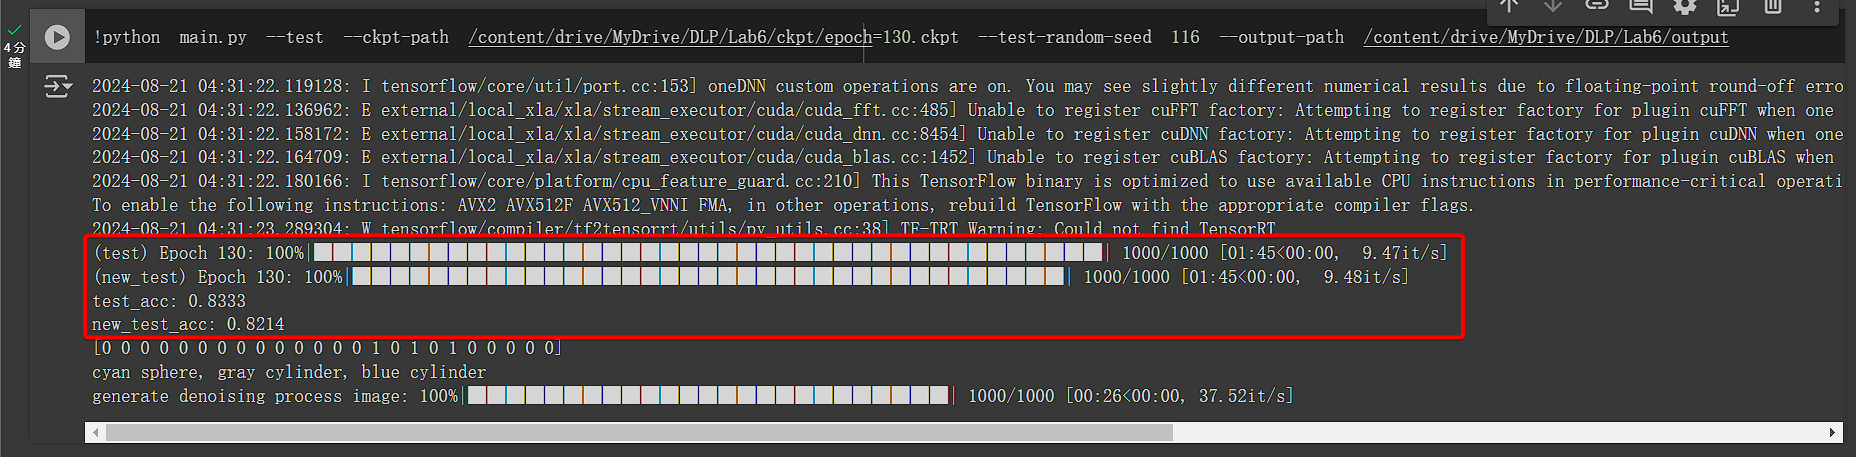 4 分
鐘
!python main.py --test --ckpt-path /content/drive/MyDrive/DLP/Lab6/ckpt/epoch=130.ckpt --test-random-seed 116 --output-path /content/drive/MyDrive/DLP/Lab6/output
2024-08-21 04:31:22.119128: I tensorflow/core/util/port.cc:153] oneDNN custom operations are on. You may see slightly different numerical results due to floating-point round-off erro
2024-08-21 04:31:22.136962: E external/local_xla/xla/stream_executor/cuda/cuda_fft.cc:485] Unable to register cuFFT factory: Attempting to register factory for plugin cuFFT when one
2024-08-21 04:31:22.158172: E external/local_xla/xla/stream_executor/cuda/cuda_dnn.cc:8454] Unable to register cuDNN factory: Attempting to register factory for plugin cuDNN when one
2024-08-21 04:31:22.164709: E external/local_xla/xla/stream_executor/cuda/cuda_blas.cc:1452] Unable to register cuBLAS factory: Attempting to register factory for plugin cuBLAS when
2024-08-21 04:31:22.180166: I tensorflow/core/platform/cpu_feature_guard.cc:210] This TensorFlow binary is optimized to use available CPU instructions in performance-critical operati
To enable the following instructions: AVX2 AVX512F AVX512_VNNI FMA, in other operations, rebuild TensorFlow with the appropriate compiler flags.
2024-08-21 04:31:23.289304: W tensorflow/compiler/tf2tensorrt/utils/py_utils.cc:38] TF-TRT Warning: Could not find TensorRT
(test) Epoch 130: 100% 1000/1000 [01:45<00:00, 9.47it/s]
(new_test) Epoch 130: 100% 1000/1000 [01:45<00:00, 9.48it/s]
test_acc: 0.8333
new_test_acc: 0.8214
[0 0 0 0 0 0 0 0 0 0 0 0 0 0 1 0 1 0 1 0 0 0 0 0]
cyan sphere, gray cylinder, blue cylinder
generate denoising process image: 100% 1000/1000 [00:26<00:00, 37.52it/s]